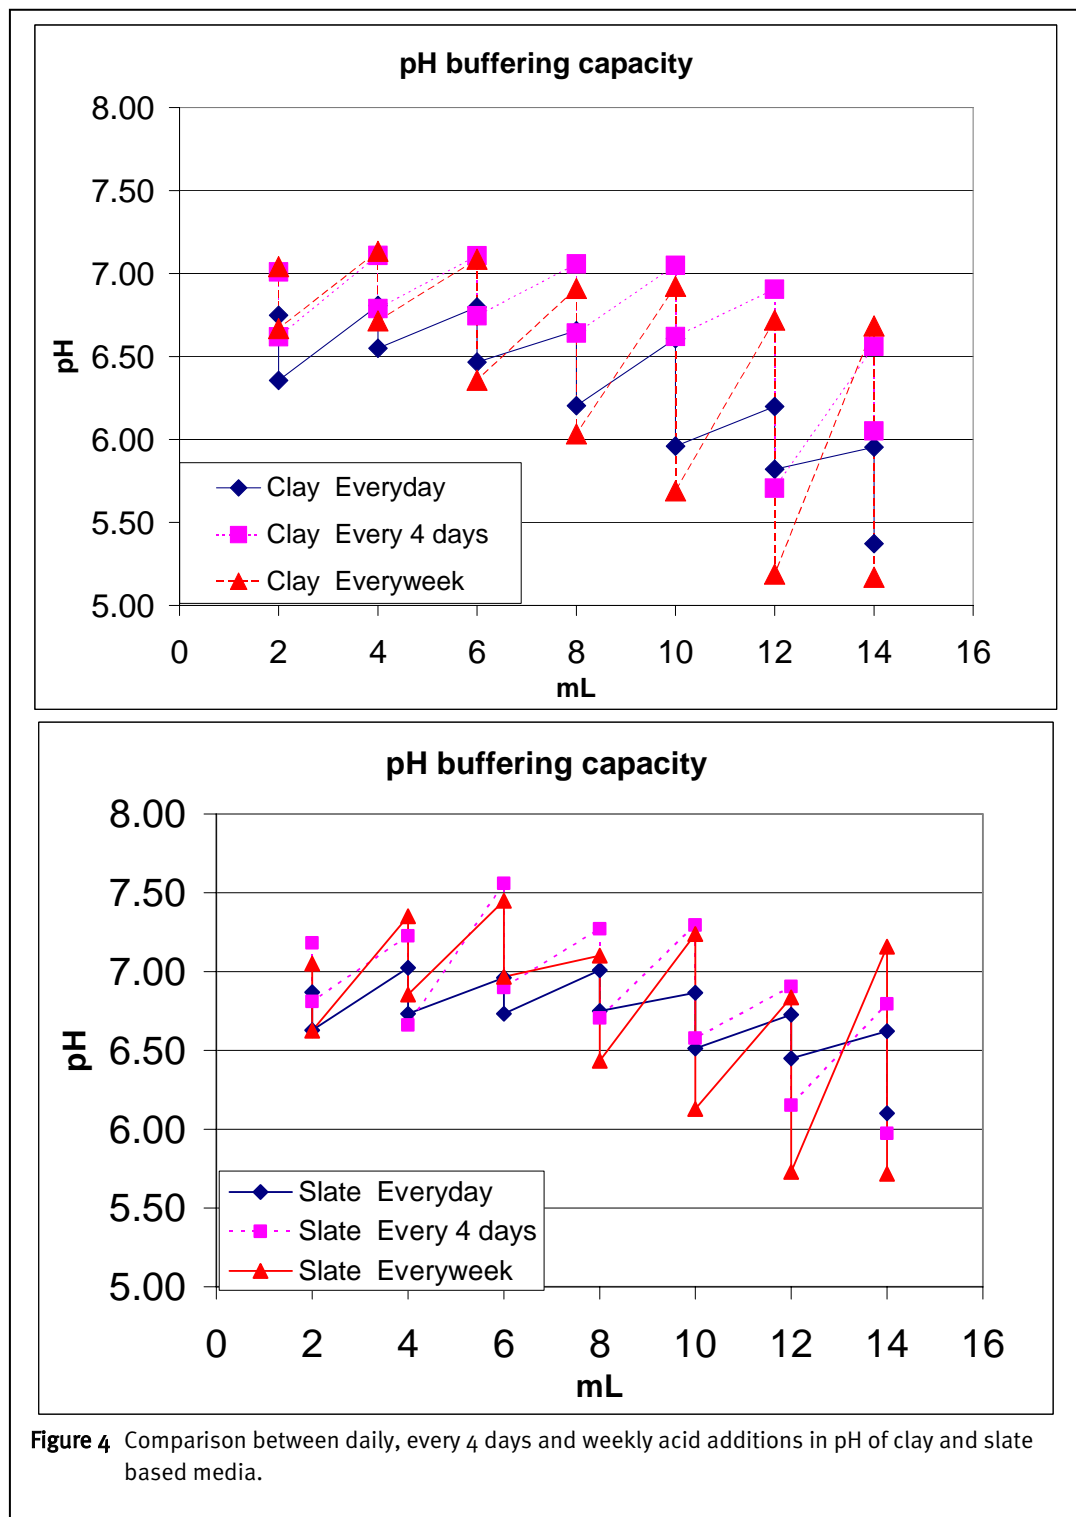 pH buffering capacity
8.00
7.50
7.00
6.50
6.00
5.50
5.00
pH
Clay Everyday
Clay Every 4 days
Clay Everyweek
0 2 4 6 8 10 12 14 16
mL
pH buffering capacity
8.00
7.50
7.00
6.50
6.00
5.50
5.00
pH
Slate Everyday
Slate Every 4 days
Slate Everyweek
0 2 4 6 8 10 12 14 16
mL
Figure 4 Comparison between daily, every 4 days and weekly acid additions in pH of clay and slate
based media.